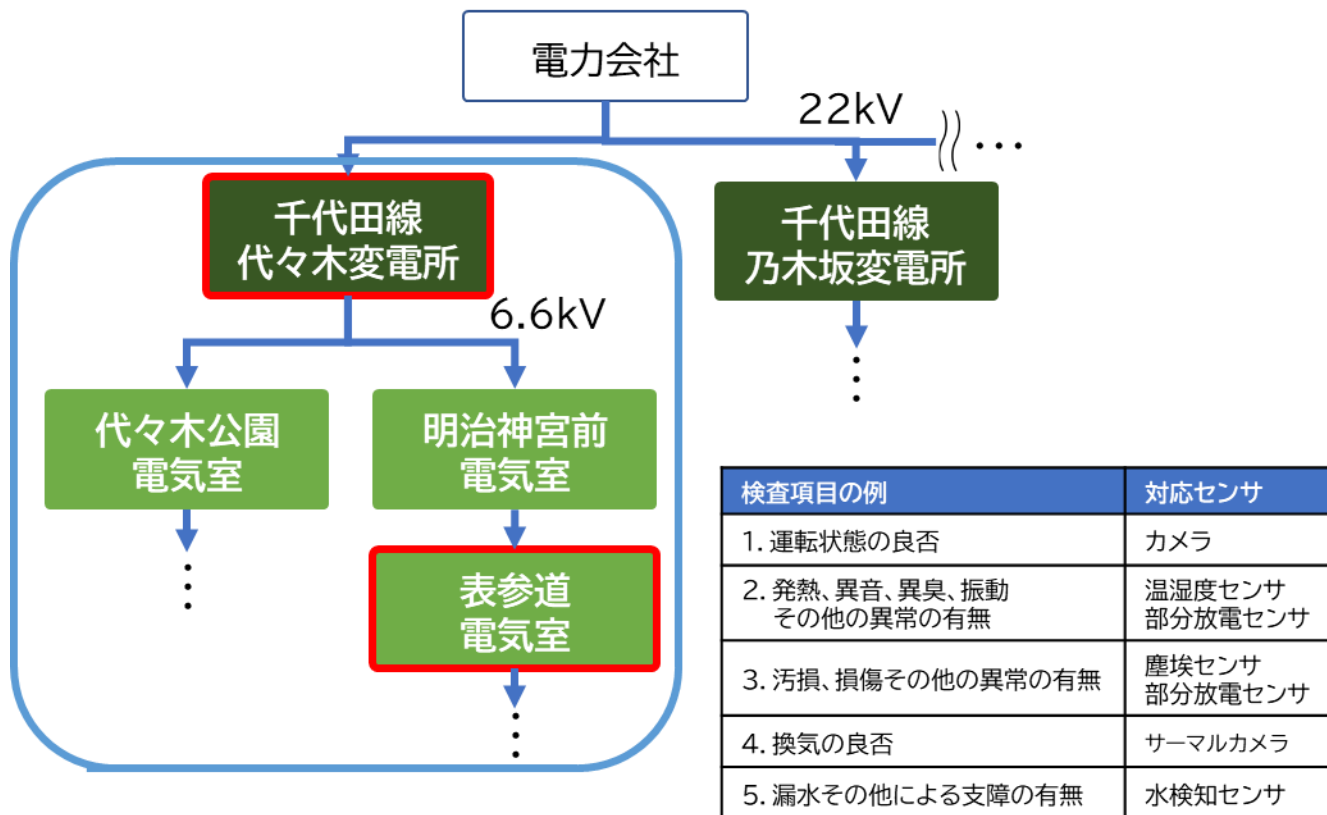 電力会社
22kV
…
千代田線
代々木変電所
千代田線
乃木坂変電所
6.6kV
代々木公園
電気室
明治神宮前
電気室
表参道
電気室
検査項目の例 対応センサ
1. 運転状態の良否 カメラ
2. 発熱、異音、異臭、振動 温湿度センサ
その他の異常の有無 部分放電センサ
3. 汚損、損傷その他の異常の有無 塵埃センサ
部分放電センサ
4. 換気の良否 サーマルカメラ
5. 漏水その他による支障の有無 水検知センサ